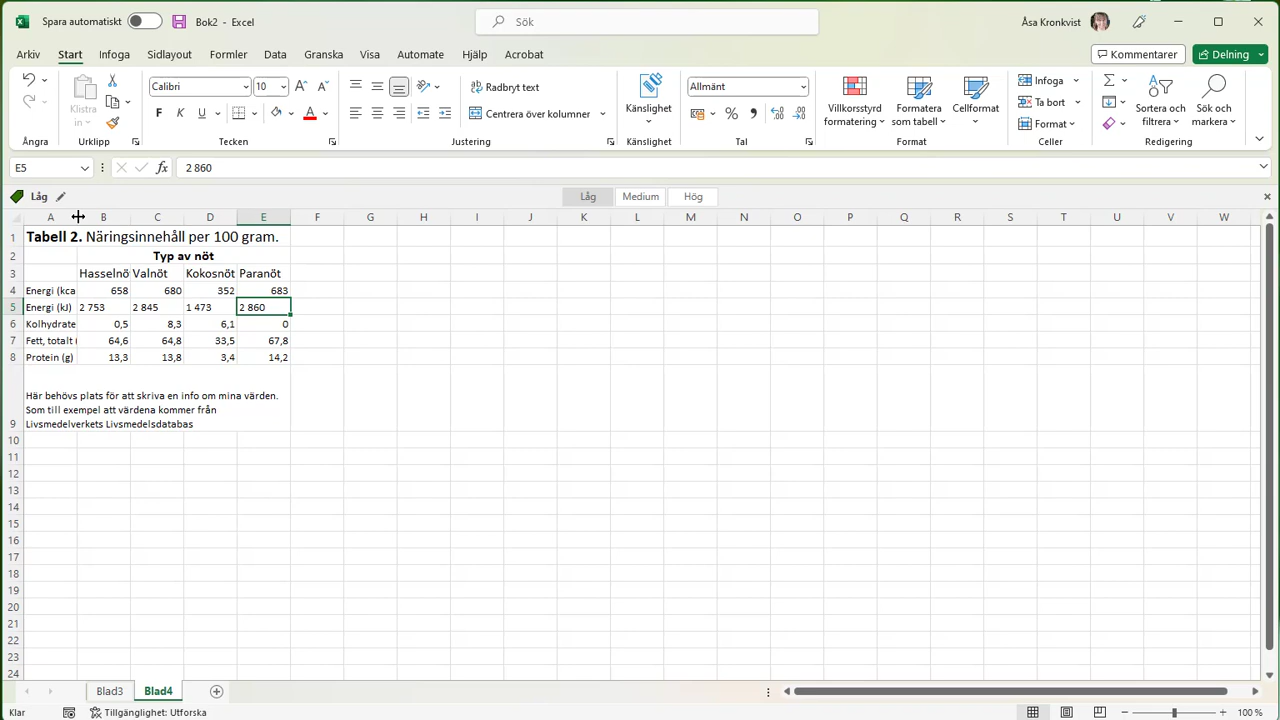 Spara automatiskt Bok2 - Excel Sök Åsa Kronkvist
Arkiv Start Infoga Sidlayout Formler Data Granska Visa Automate Hjälp Acrobat Kommentarer Delning
Calibri 10 Radbryt text Allmänt Infoga
Klistra in Centrera över kolumner Känslighet Villkorsstyrd formatering Formatera som tabell Cellformat Ta bort Sortera och filtrera Sök och markera
F K U A % Format
Ångra Urklipp Tecken Justering Känslighet Tal Format Celler Redigering
E5 fx 2 860
Låg Låg Medium Hög
A B C D E F G H I J K L M N O P Q R S T U V W
1 Tabell 2. Näringsinnehåll per 100 gram.
2 Typ av nöt
3 Hasselnö Valnöt Kokosnöt Paranöt
4 Energi (kca 658 680 352 683
5 Energi (kJ) 2 753 2 845 1 473 2 860
6 Kolhydrate 0,5 8,3 6,1 0
7 Fett, totalt ( 64,6 64,8 33,5 67,8
8 Protein (g) 13,3 13,8 3,4 14,2
Här behövs plats för att skriva en info om mina värden.
Som till exempel att värdena kommer från
9 Livsmedelverkets Livsmedelsdatabas
10
11
12
13
14
15
16
17
18
19
20
21
22
23
24
Blad3 Blad4
Klar Tillgänglighet: Utforska 100 %